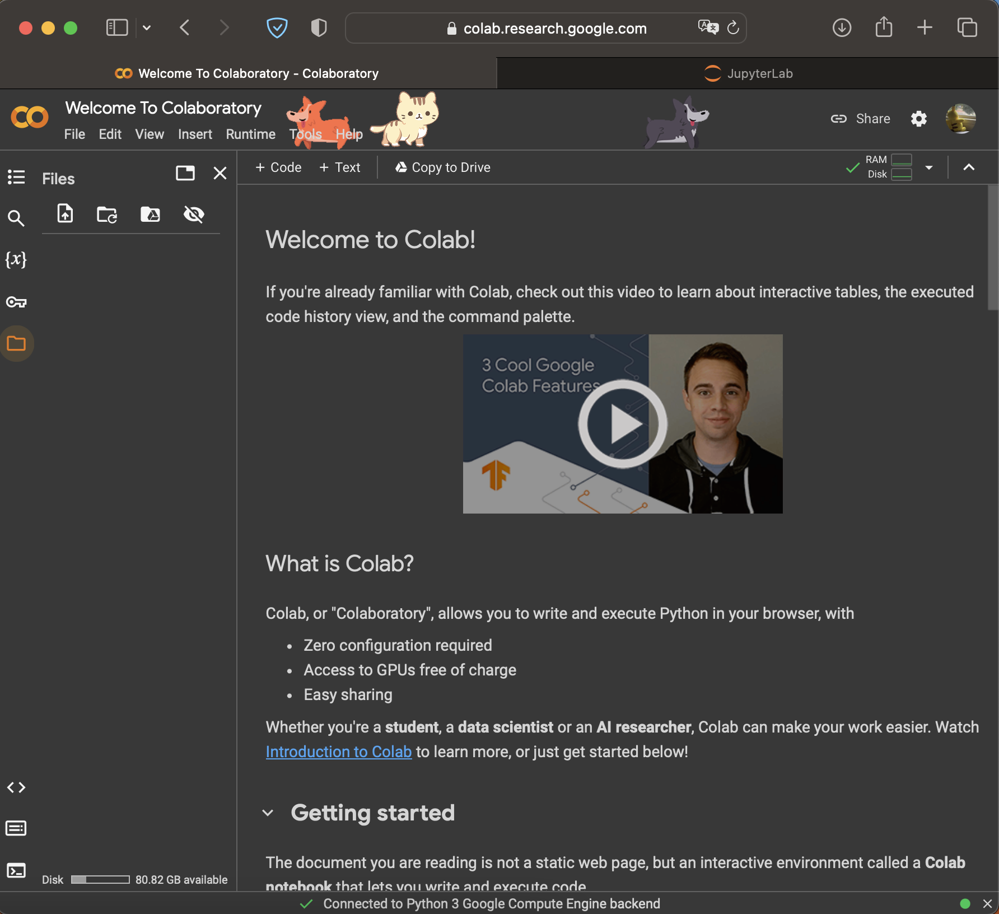 colab.research.google.com
Welcome To Colaboratory - Colaboratory
JupyterLab
Welcome To Colaboratory
File Edit View Insert Runtime Tools Help
Share
Files
+ Code + Text Copy to Drive
RAM
Disk
{x}
Welcome to Colab!
If you're already familiar with Colab, check out this video to learn about interactive tables, the executed
code history view, and the command palette.
3 Cool Google
Colab Features
What is Colab?
Colab, or "Colaboratory", allows you to write and execute Python in your browser, with
• Zero configuration required
• Access to GPUs free of charge
• Easy sharing
Whether you're a student, a data scientist or an AI researcher, Colab can make your work easier. Watch
Introduction to Colab to learn more, or just get started below!
Getting started
The document you are reading is not a static web page, but an interactive environment called a Colab
notebook that lets you write and execute code
Disk 80.82 GB available
Connected to Python 3 Google Compute Engine backend